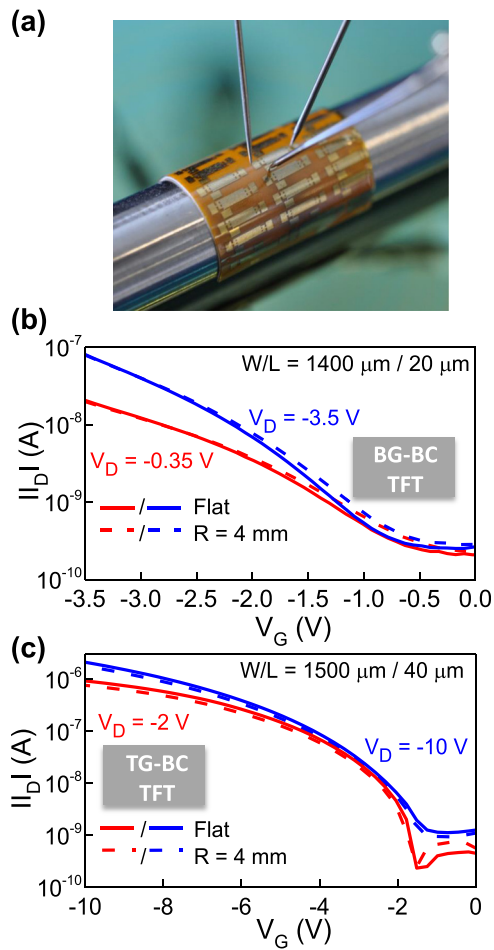 (a)
(b)
10^-7
10^-8
10^-9
10^-10
|I_D| (A)
W/L = 1400 μm / 20 μm
V_D = -3.5 V
V_D = -0.35 V
BG-BC
TFT
/ Flat
/ R = 4 mm
-3.5 -3.0 -2.5 -2.0 -1.5 -1.0 -0.5 0.0
V_G (V)
(c)
10^-6
10^-7
10^-8
10^-9
10^-10
|I_D| (A)
W/L = 1500 μm / 40 μm
V_D = -2 V
V_D = -10 V
TG-BC
TFT
/ Flat
/ R = 4 mm
-10 -8 -6 -4 -2 0
V_G (V)